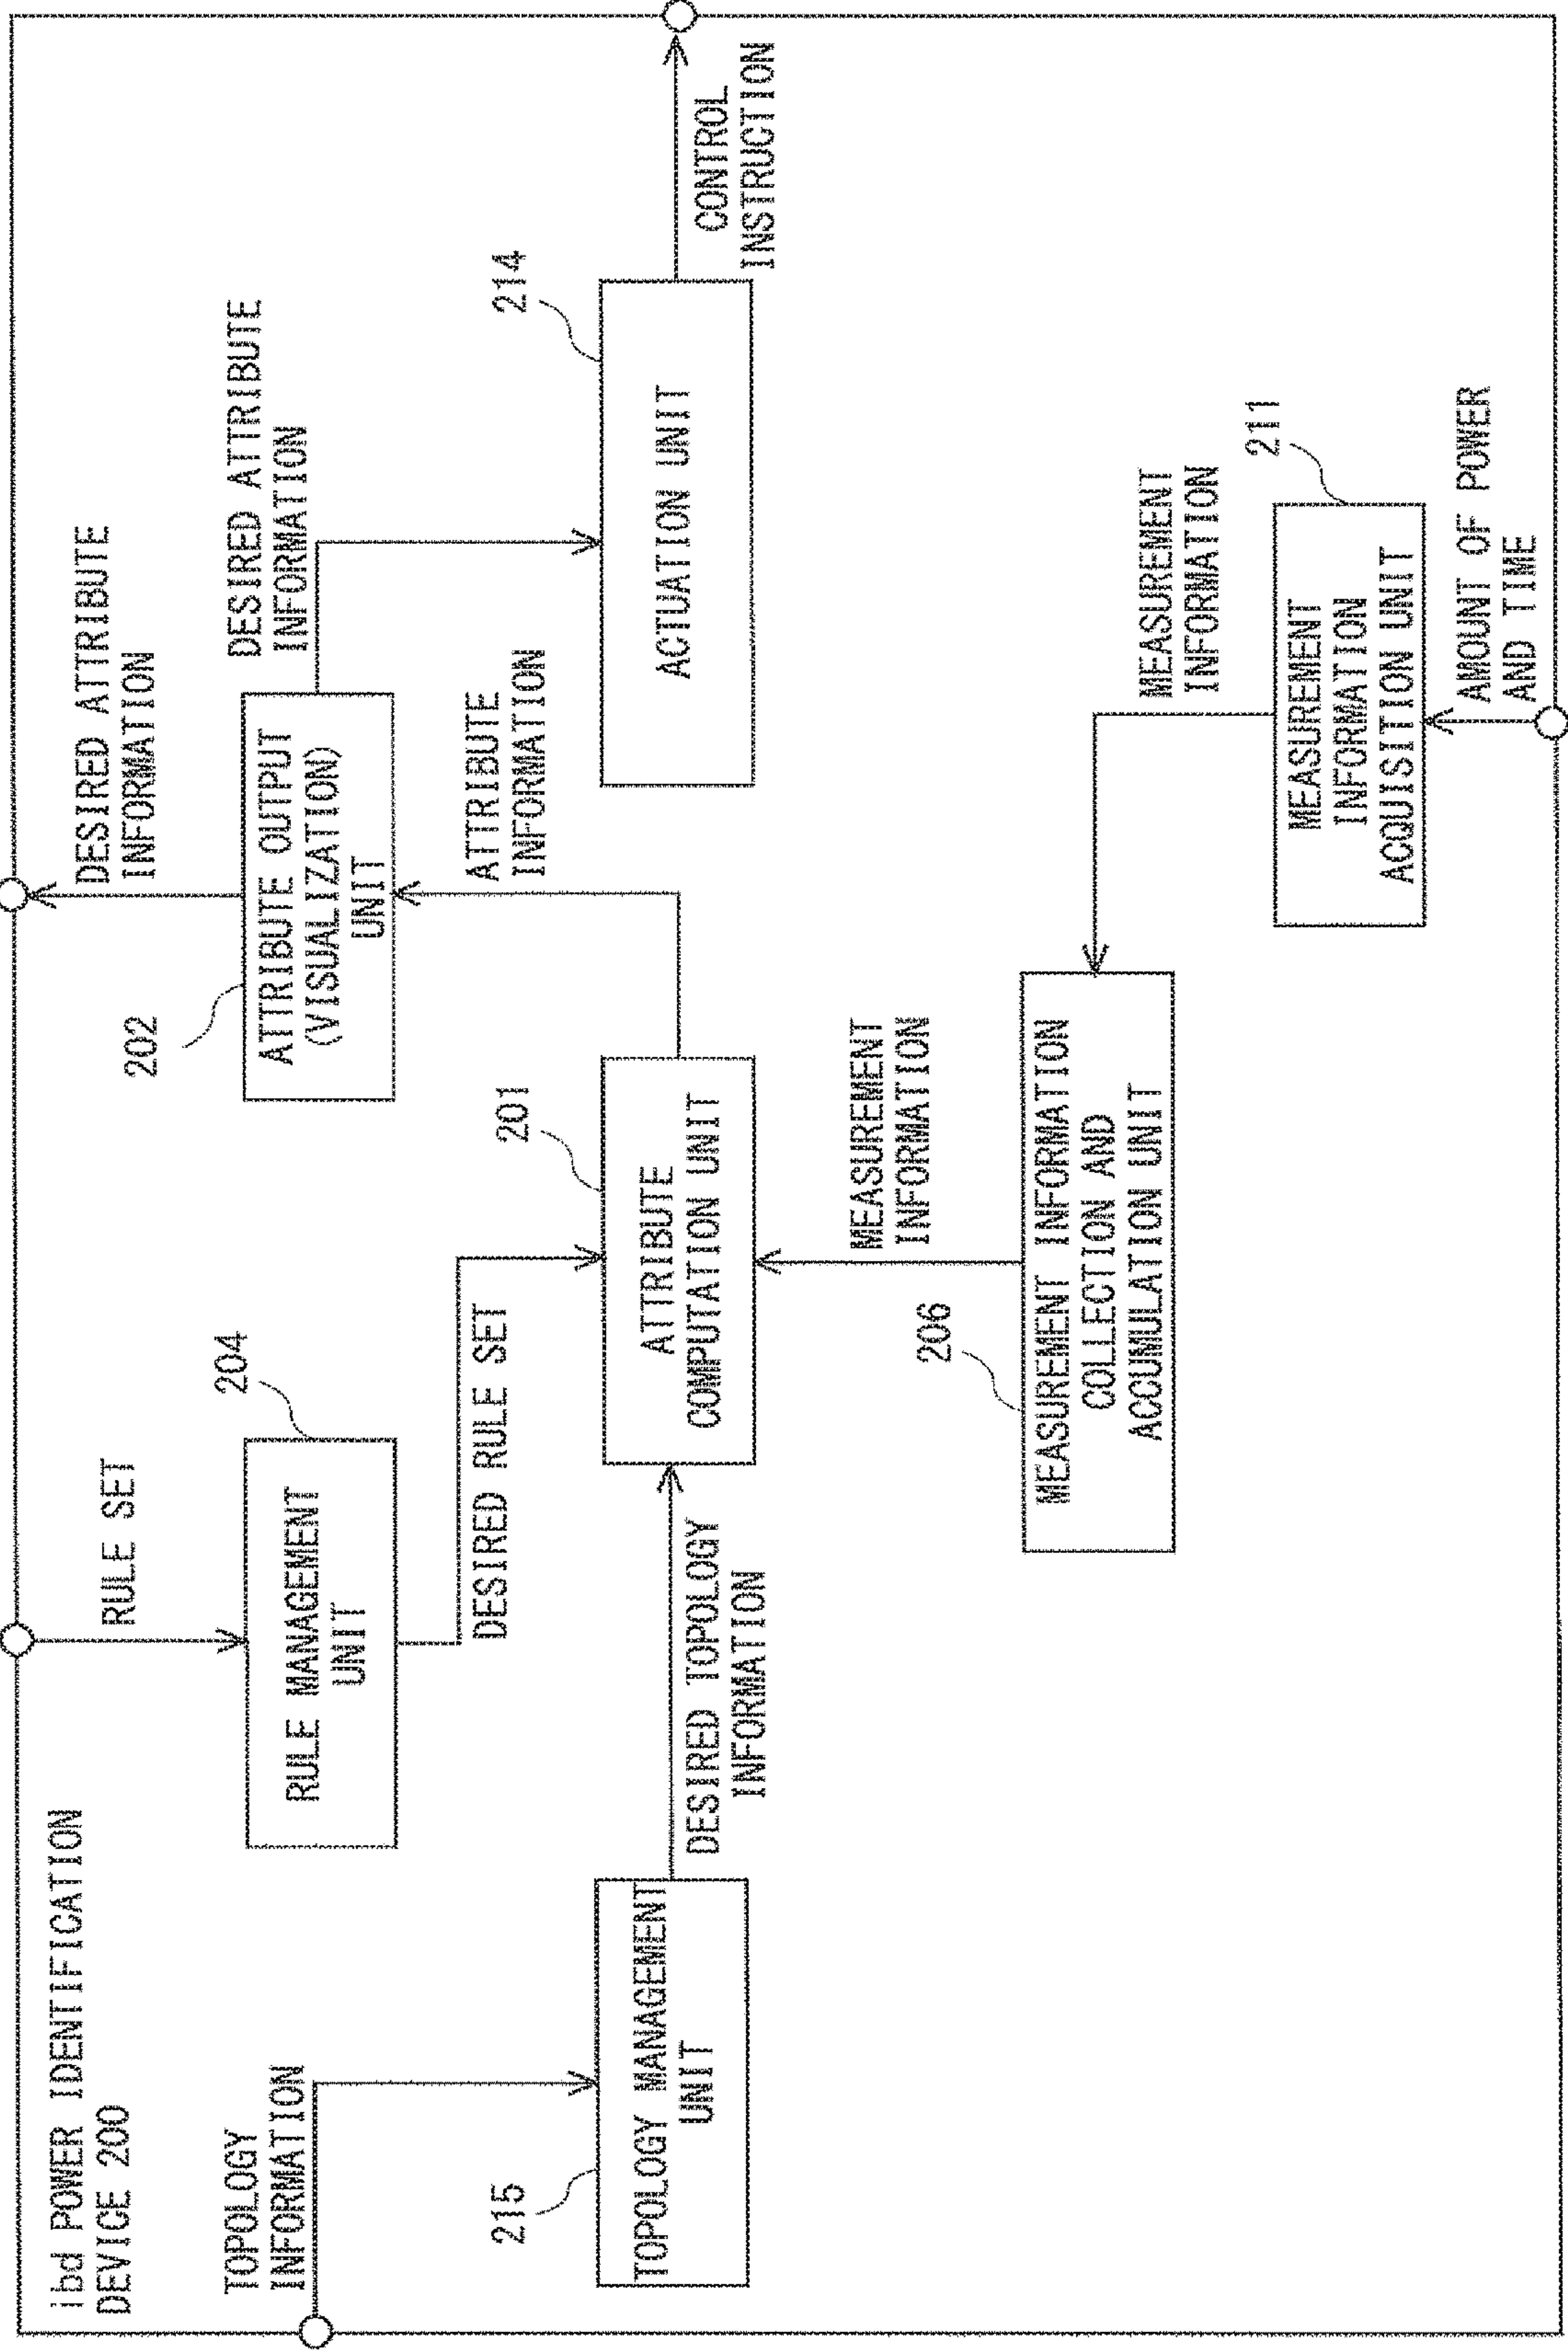 ibd POWER IDENTIFICATION
DEVICE 200
TOPOLOGY
INFORMATION
215
TOPOLOGY MANAGEMENT
UNIT
RULE SET
204
RULE MANAGEMENT
UNIT
DESIRED RULE SET
DESIRED TOPOLOGY
INFORMATION
201
ATTRIBUTE
COMPUTATION UNIT
206
MEASUREMENT INFORMATION
COLLECTION AND
ACCUMULATION UNIT
MEASUREMENT
INFORMATION
202
ATTRIBUTE OUTPUT
(VISUALIZATION)
UNIT
DESIRED ATTRIBUTE
INFORMATION
ATTRIBUTE
INFORMATION
DESIRED ATTRIBUTE
INFORMATION
214
ACTUATION UNIT
CONTROL
INSTRUCTION
MEASUREMENT
INFORMATION
211
MEASUREMENT
INFORMATION
ACQUISITION UNIT
AMOUNT OF POWER
AND TIME